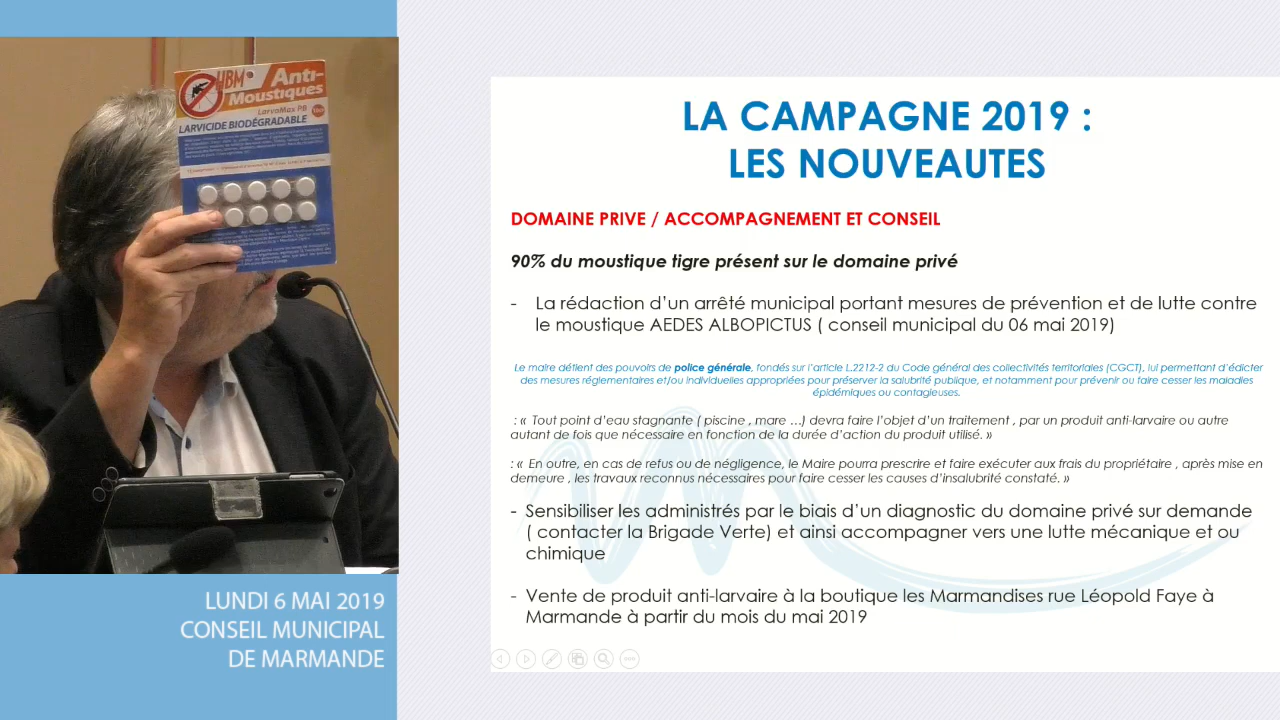 HBM
Anti-
Moustiques
LarvoMax PB
LARVICIDE BIODÉGRADABLE
LUNDI 6 MAI 2019
CONSEIL MUNICIPAL
DE MARMANDE
LA CAMPAGNE 2019 :
LES NOUVEAUTES
DOMAINE PRIVE / ACCOMPAGNEMENT ET CONSEIL
90% du moustique tigre présent sur le domaine privé
- La rédaction d’un arrêté municipal portant mesures de prévention et de lutte contre
le moustique AEDES ALBOPICTUS ( conseil municipal du 06 mai 2019)
Le maire détient des pouvoirs de police générale, fondés sur l’article L.2212-2 du Code général des collectivités territoriales (CGCT), lui permettant d’édicter
des mesures réglementaires et/ou individuelles appropriées pour préserver la salubrité publique, et notamment pour prévenir ou faire cesser les maladies
épidémiques ou contagieuses.
: « Tout point d’eau stagnante ( piscine , mare …) devra faire l’objet d’un traitement , par un produit anti-larvaire ou autre
autant de fois que nécessaire en fonction de la durée d’action du produit utilisé. »
: « En outre, en cas de refus ou de négligence, le Maire pourra prescrire et faire exécuter aux frais du propriétaire , après mise en
demeure , les travaux reconnus nécessaires pour faire cesser les causes d’insalubrité constaté. »
- Sensibiliser les administrés par le biais d’un diagnostic du domaine privé sur demande
( contacter la Brigade Verte) et ainsi accompagner vers une lutte mécanique et ou
chimique
- Vente de produit anti-larvaire à la boutique les Marmandises rue Léopold Faye à
Marmande à partir du mois du mai 2019